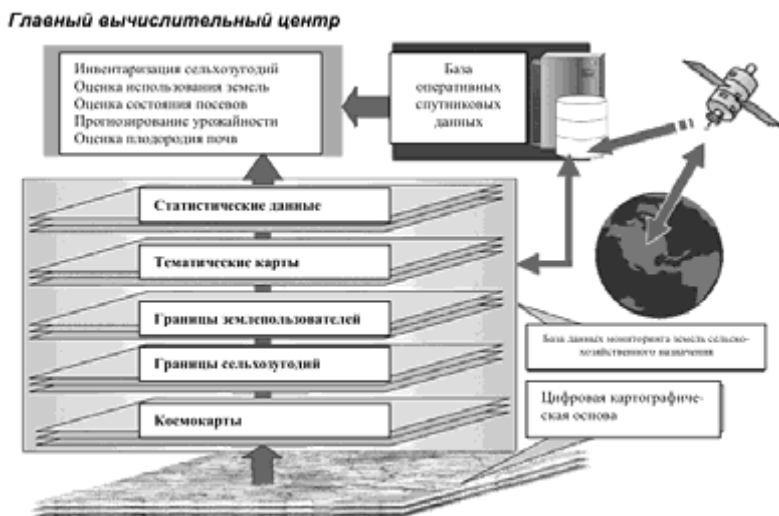 Главный вычислительный центр
Инвентаризация сельхозугодий
Оценка использования земель
Оценка состояния посевов
Прогнозирование урожайности
Оценка плодородия почв
База
оперативных
спутниковых
данных
Статистические данные
Тематические карты
Границы землепользователей
Границы сельхозугодий
Космокарты
База данных мониторинга земель сельско-
хозяйственного назначения
Цифровая картографиче-
ская основа